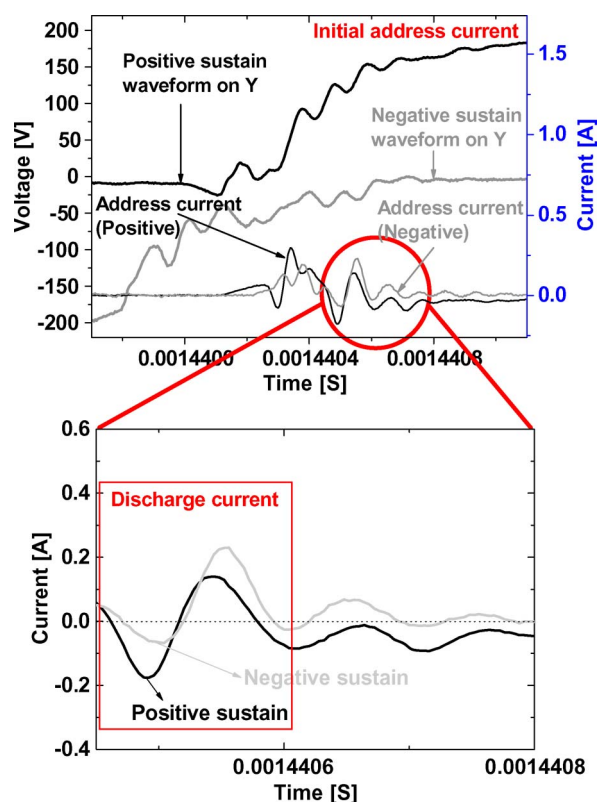 Initial address current
200
150
100
50
0
-50
-100
-150
-200
Voltage [V]
Positive sustain
waveform on Y
Negative sustain
waveform on Y
Address current
(Positive)
Address current
(Negative)
1.5
1.0
0.5
0.0
Current [A]
0.0014400
0.0014404
0.0014408
Time [S]
0.6
0.4
0.2
0.0
-0.2
-0.4
Current [A]
Discharge current
Negative sustain
Positive sustain
0.0014406
0.0014408
Time [S]